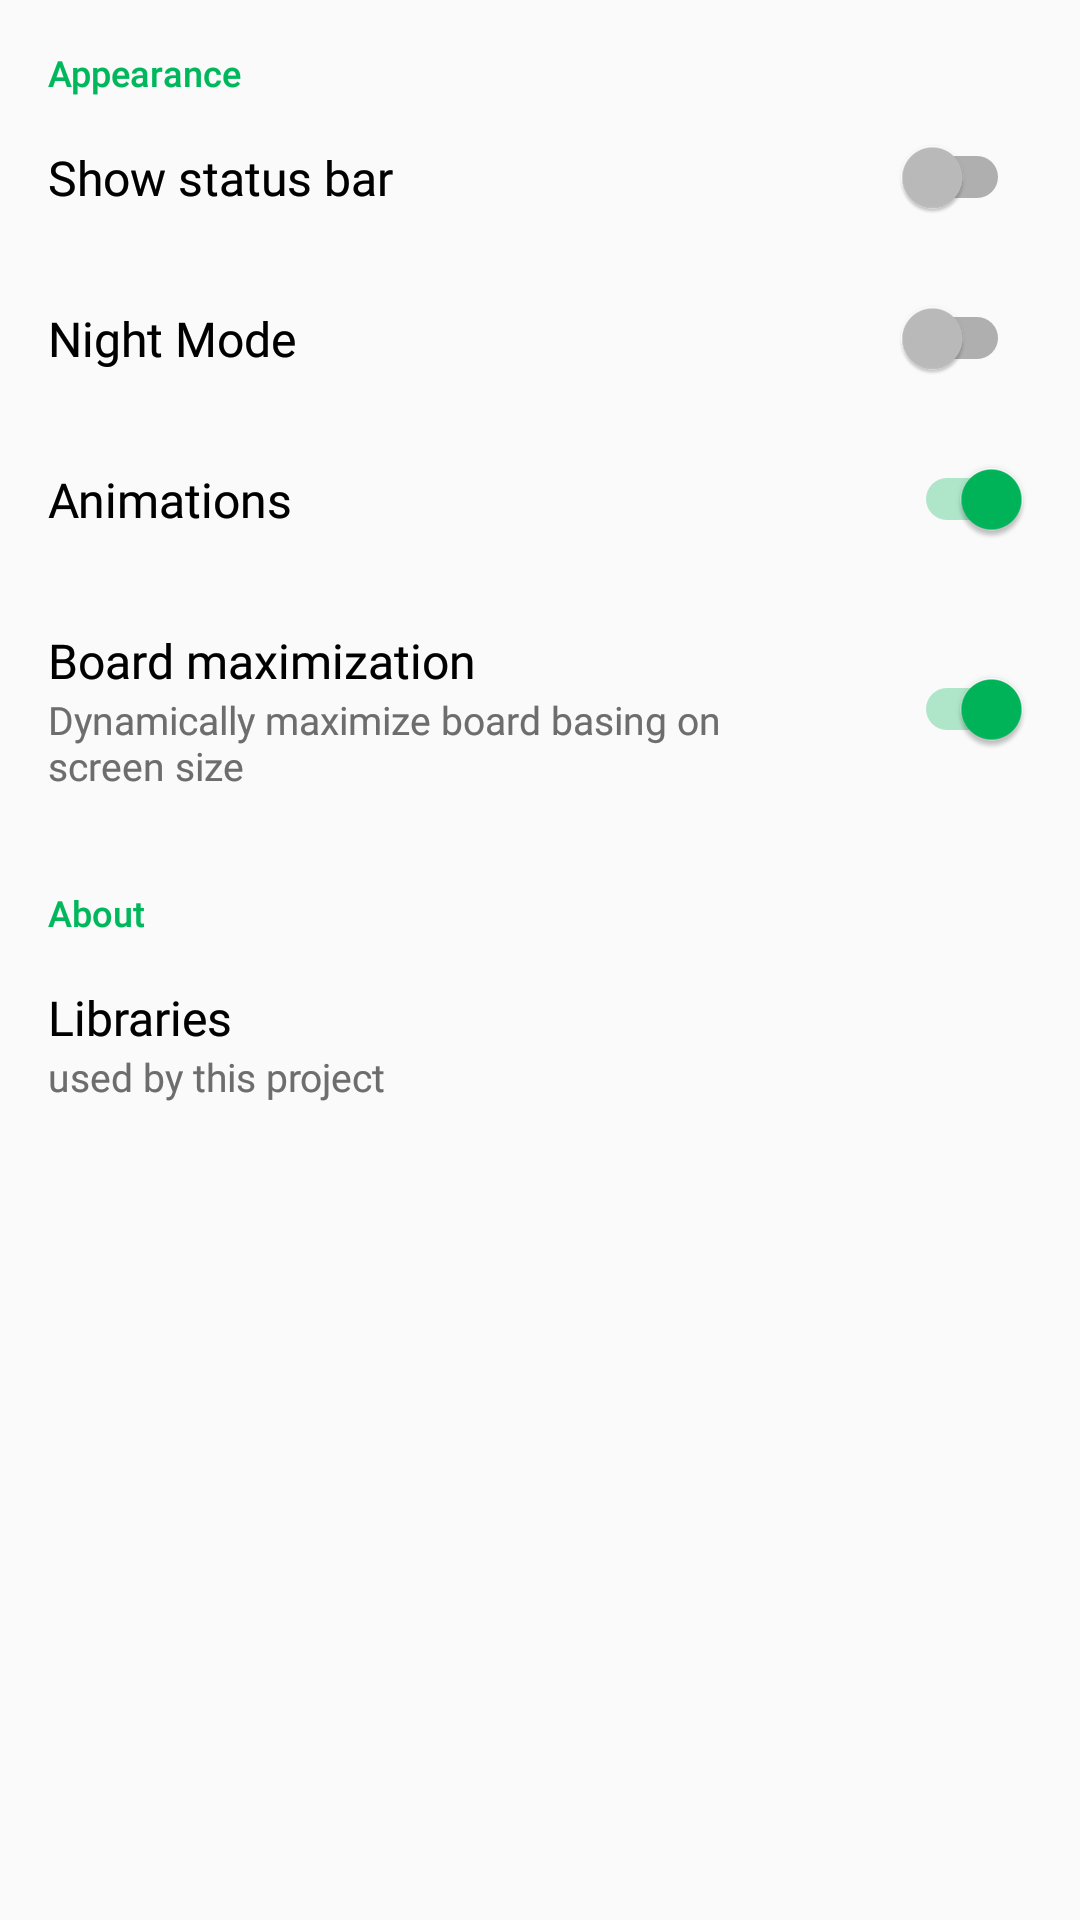 Appearance
Show status bar
Night Mode
Animations
Board maximization
Dynamically maximize board basing on
screen size
About
Libraries
used by this project